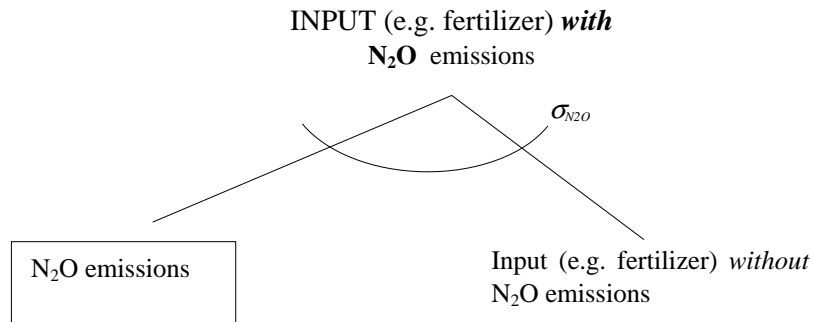 INPUT (e.g. fertilizer) with
N₂O emissions
σN2O
N₂O emissions
Input (e.g. fertilizer) without
N₂O emissions